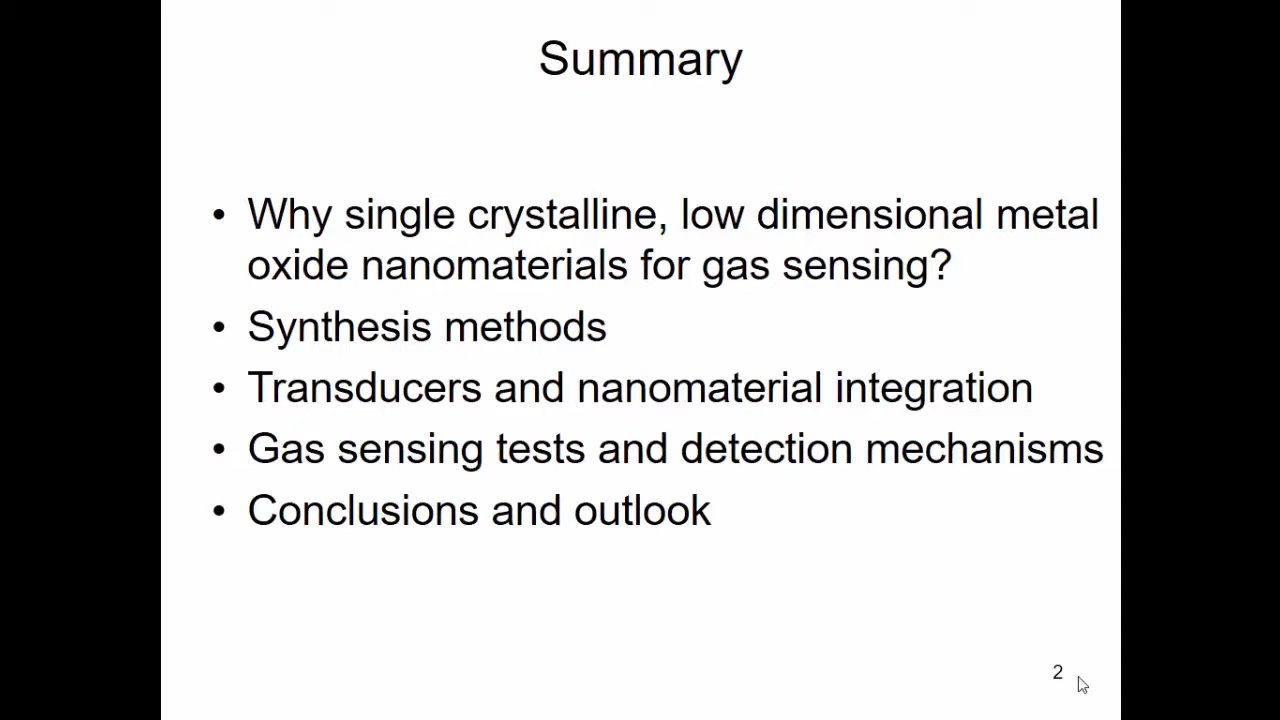 Summary
• Why single crystalline, low dimensional metal
oxide nanomaterials for gas sensing?
• Synthesis methods
• Transducers and nanomaterial integration
• Gas sensing tests and detection mechanisms
• Conclusions and outlook
2